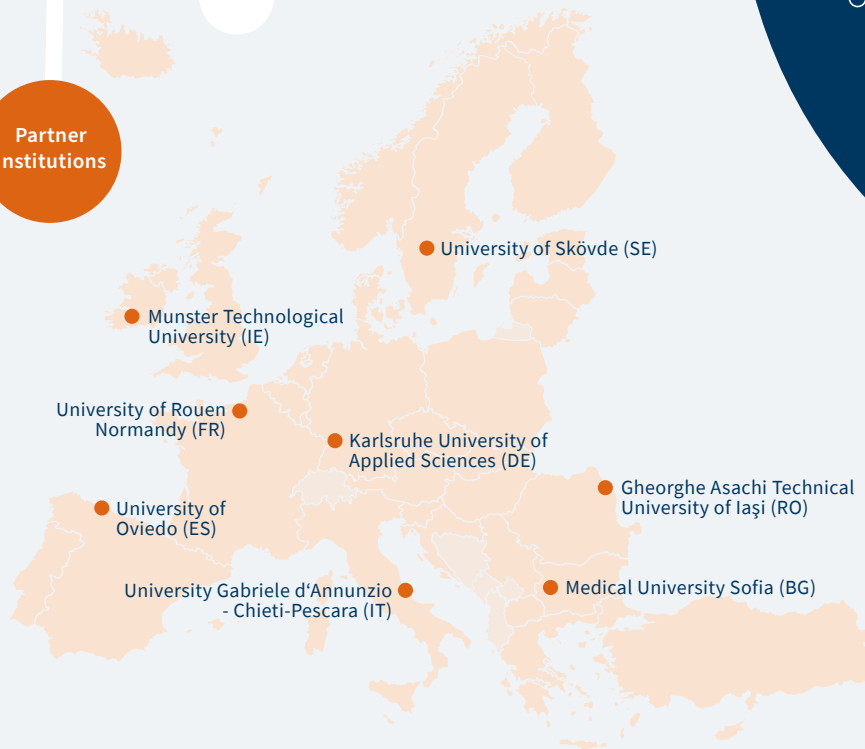 Partner
nstitutions
University of Skövde (SE)
Munster Technological
University (IE)
University of Rouen
Normandy (FR)
Karlsruhe University of
Applied Sciences (DE)
Gheorghe Asachi Technical
University of Iaşi (RO)
University of
Oviedo (ES)
University Gabriele d‘Annunzio
- Chieti-Pescara (IT)
Medical University Sofia (BG)